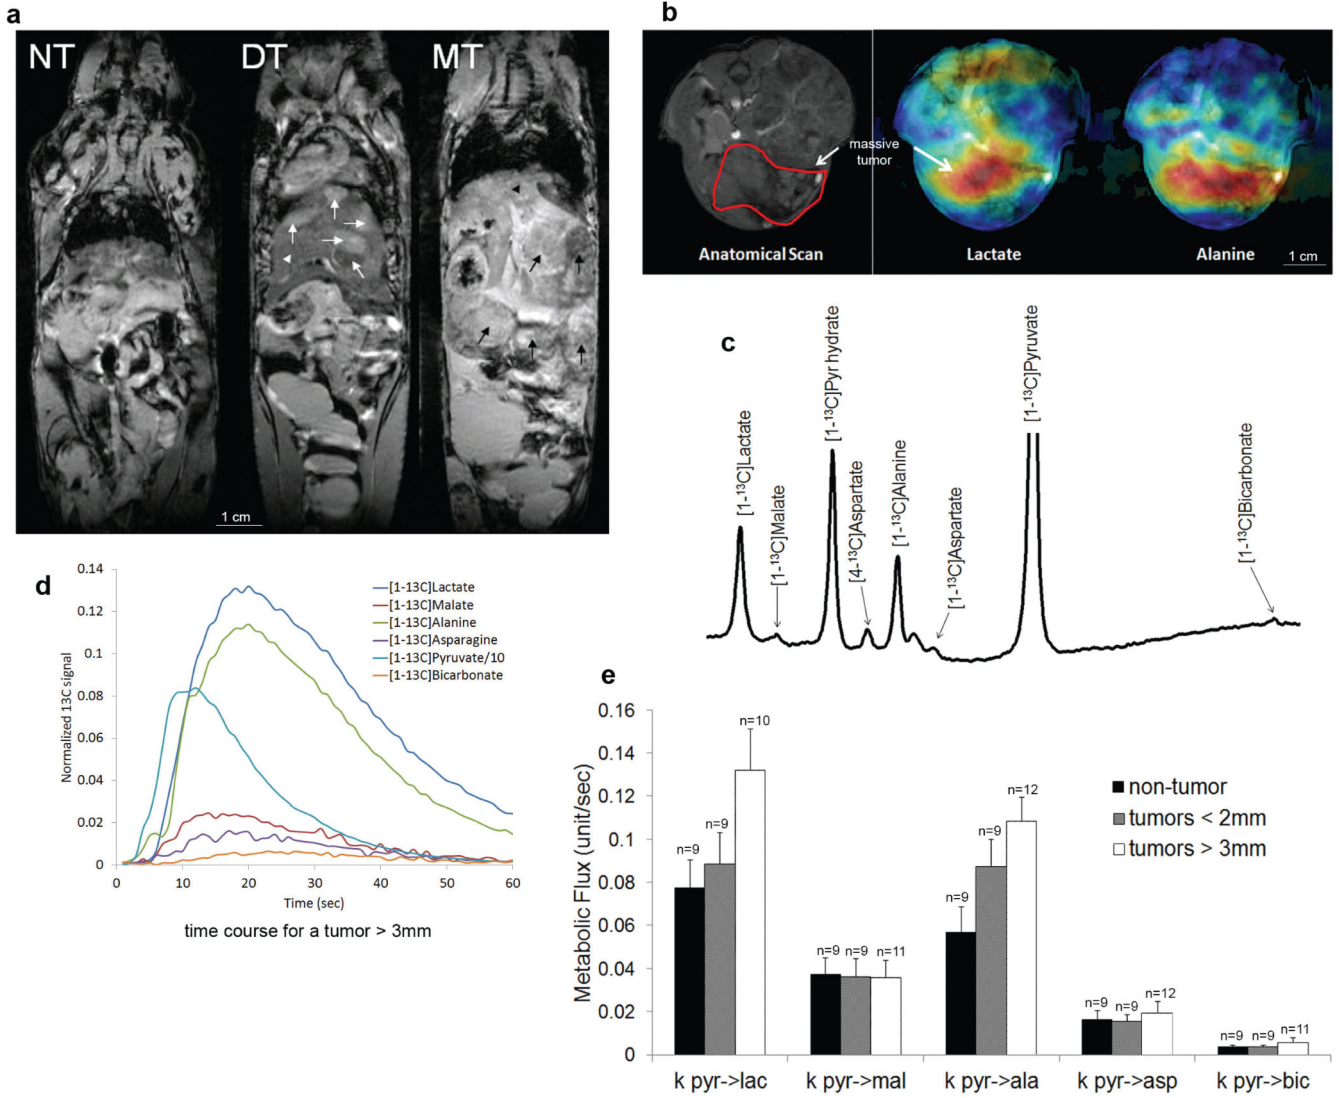 a
NT
DT
MT
1 cm
b
massive
tumor
Anatomical Scan
Lactate
Alanine
1 cm
c
[1-¹³C]Lactate
[1-¹³C]Malate
[1-¹³C]Pyr hydrate
[4-¹³C]Aspartate
[1-¹³C]Alanine
[1-¹³C]Aspartate
[1-¹³C]Pyruvate
[1-¹³C]Bicarbonate
d
Normalized 13C signal
0.14
0.12
0.1
0.08
0.06
0.04
0.02
0
0 10 20 30 40 50 60
Time (sec)
[1-13C]Lactate
[1-13C]Malate
[1-13C]Alanine
[1-13C]Asparagine
[1-13C]Pyruvate/10
[1-13C]Bicarbonate
time course for a tumor > 3mm
e
Metabolic Flux (unit/sec)
0.16
0.14
0.12
0.1
0.08
0.06
0.04
0.02
0
n=9 n=9 n=10
n=9 n=9 n=11
n=9 n=9 n=12
n=9 n=9 n=12
n=9 n=9 n=11
non-tumor
tumors < 2mm
tumors > 3mm
k pyr->lac k pyr->mal k pyr->ala k pyr->asp k pyr->bic